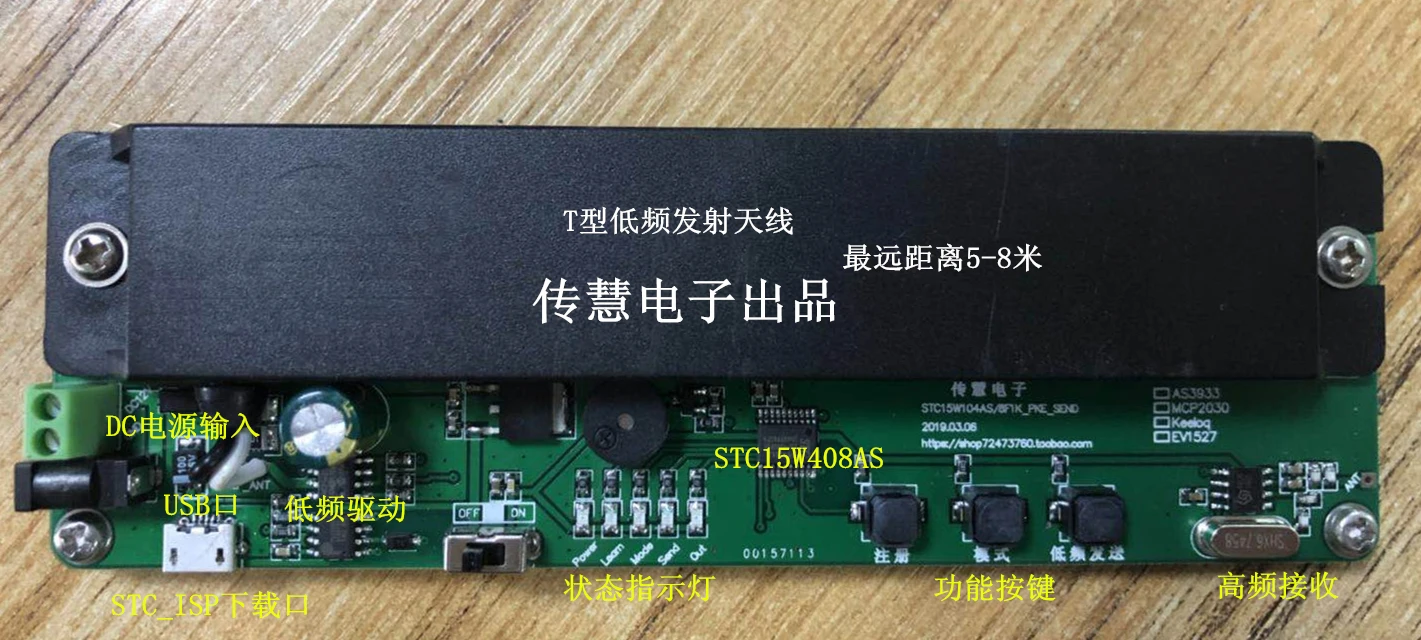 T型低频发射天线
最远距离5-8米
传慧电子出品
传慧电子
STC15W104AS/8F1K_PKE_SEND
2019.03.06
https://shop72473760.taobao.com
AS3933
MCP2030
Keeloq
EV1527
DC电源输入
STC15W408AS
USB口
ANT
低频驱动
OFF
ON
ANT
Power
Learn
Mode
Send
Out
00157113
注册
模式
低频发送
STC_ISP下载口
状态指示灯
功能按键
高频接收